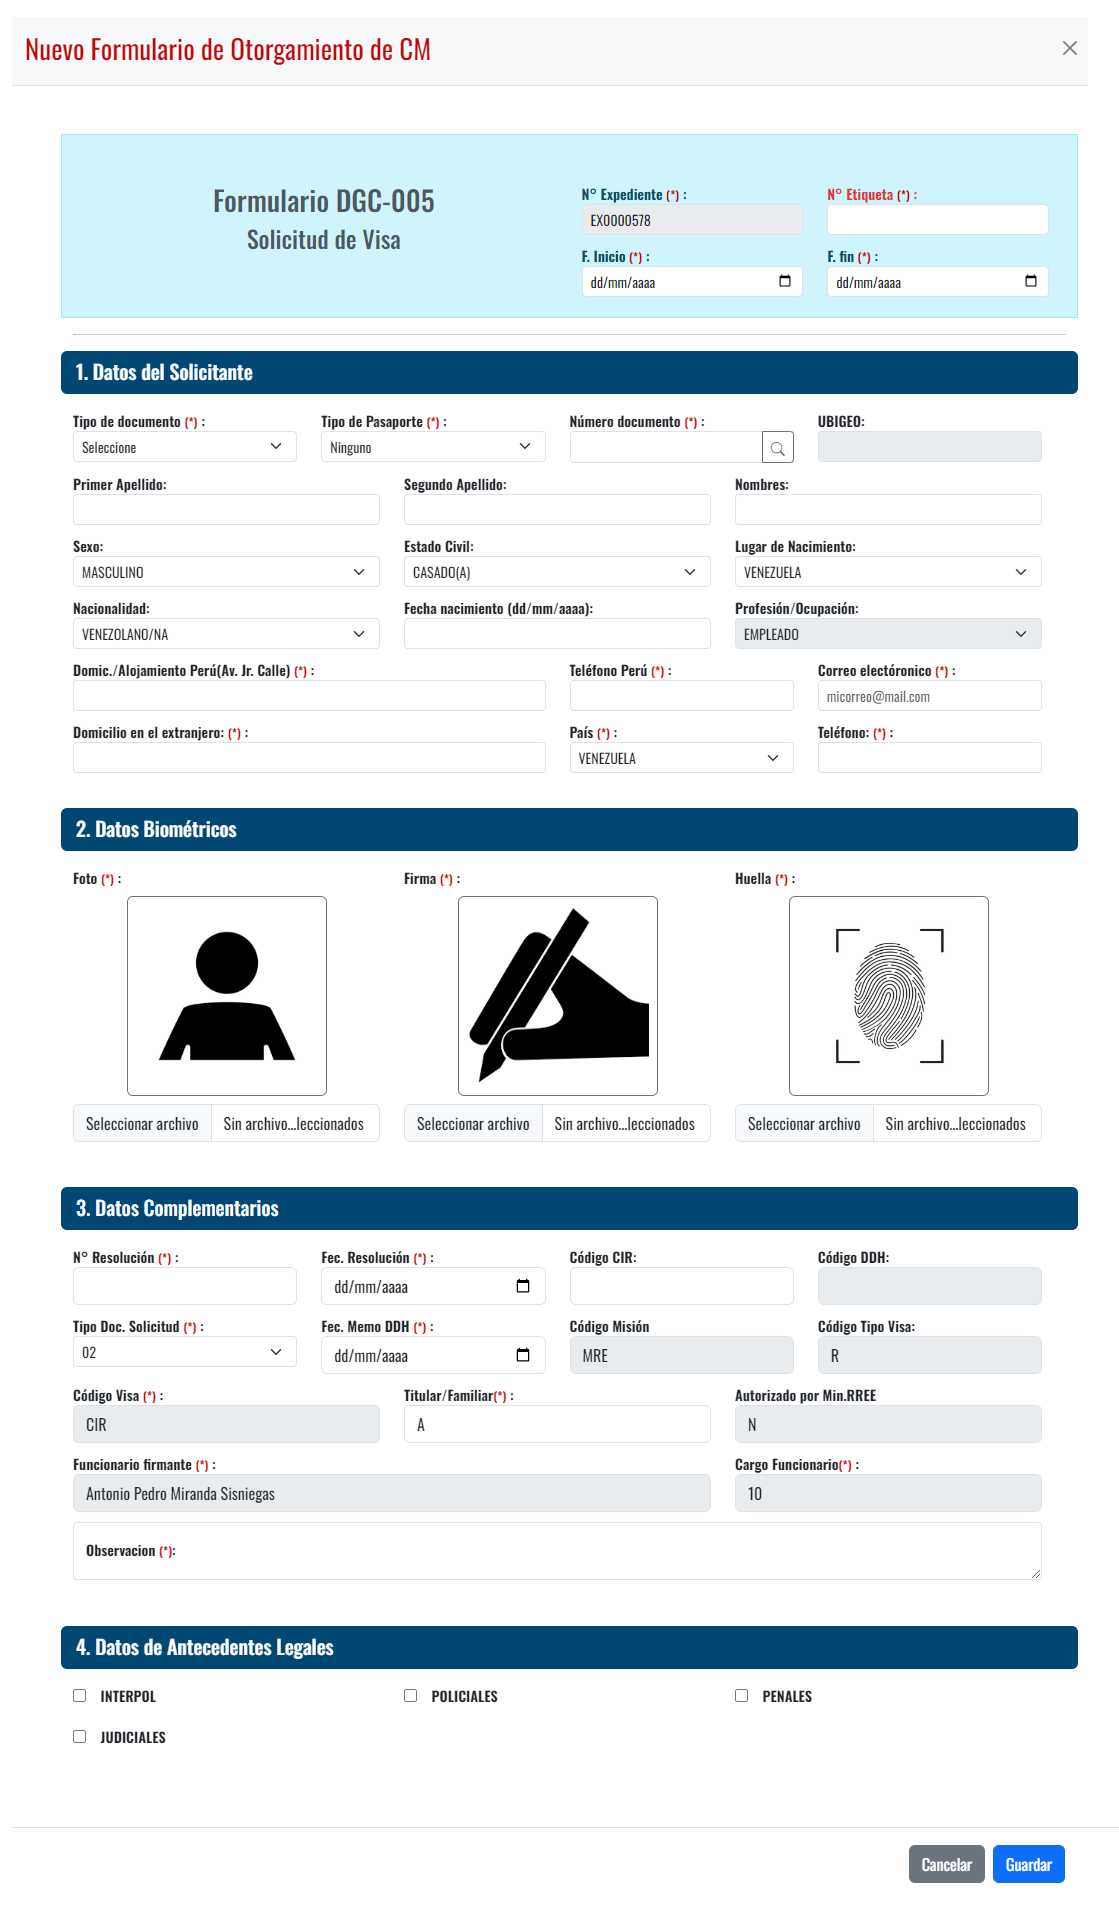 Nuevo Formulario de Otorgamiento de CM
Formulario DGC-005
Solicitud de Visa
N° Expediente (*) : N° Etiqueta (*) :
EX0000578
F. Inicio (*) : F. fin (*) :
dd/mm/aaaa dd/mm/aaaa
1. Datos del Solicitante
Tipo de documento (*) : Tipo de Pasaporte (*) : Número documento (*) : UBIGEO:
Seleccione Ninguno
Primer Apellido: Segundo Apellido: Nombres:
Sexo: Estado Civil: Lugar de Nacimiento:
MASCULINO CASADO(A) VENEZUELA
Nacionalidad: Fecha nacimiento (dd/mm/aaaa): Profesión/Ocupación:
VENEZOLANO/NA EMPLEADO
Domic./Alojamiento Perú(Av. Jr. Calle) (*) : Teléfono Perú (*) : Correo electóronico (*) :
micorreo@mail.com
Domicilio en el extranjero: (*) : País (*) : Teléfono: (*) :
VENEZUELA
2. Datos Biométricos
Foto (*) : Firma (*) : Huella (*) :
Seleccionar archivo Sin archivo...leccionados Seleccionar archivo Sin archivo...leccionados Seleccionar archivo Sin archivo...leccionados
3. Datos Complementarios
N° Resolución (*) : Fec. Resolución (*) : Código CIR: Código DDH:
dd/mm/aaaa
Tipo Doc. Solicitud (*) : Fec. Memo DDH (*) : Código Misión Código Tipo Visa:
02 dd/mm/aaaa MRE R
Código Visa (*) : Titular/Familiar(*) : Autorizado por Min.RREE
CIR A N
Funcionario firmante (*) : Cargo Funcionario(*) :
Antonio Pedro Miranda Sisniegas 10
Observacion (*):
4. Datos de Antecedentes Legales
INTERPOL POLICIALES PENALES
JUDICIALES
Cancelar Guardar